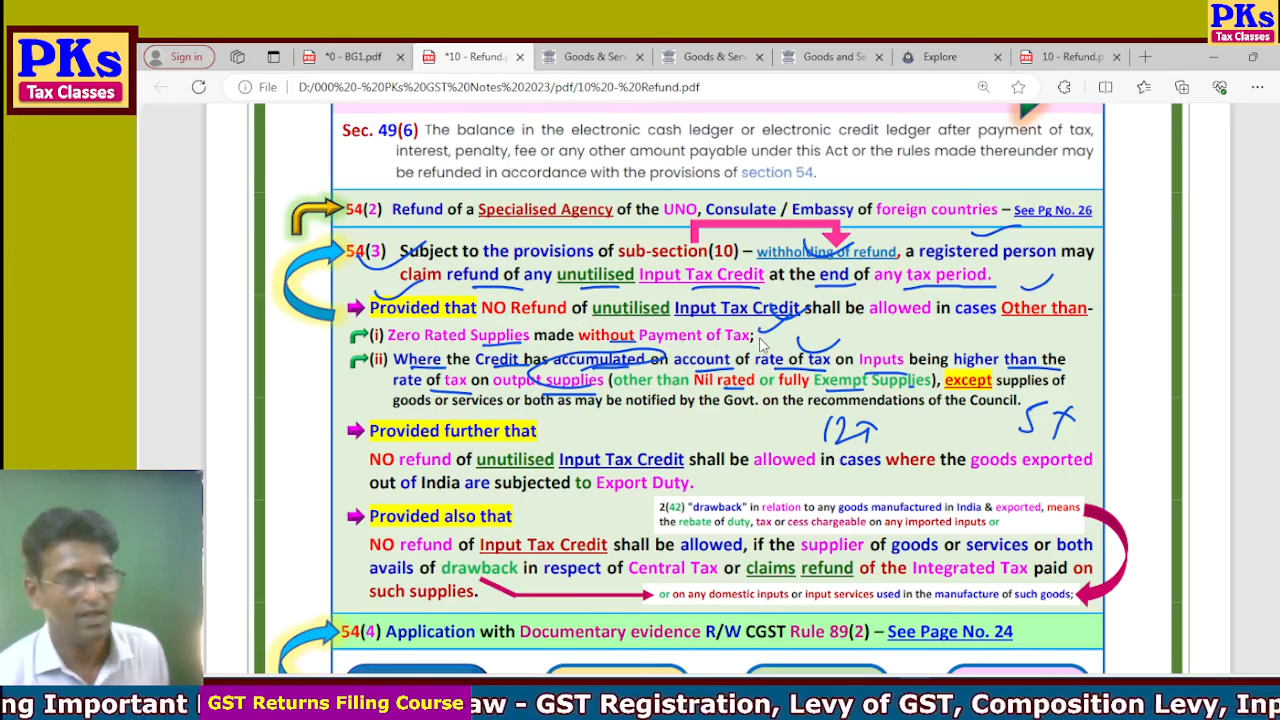 PKs
Tax Classes
PKs
Tax Classes
Sign in
*0 - BG1.pdf
*10 - Refund.
Goods & Serv
Goods & Serv
Goods and Se
Explore
10 - Refund.p
File
D:/000%20-%20PKs%20GST%20Notes%202023/pdf/10%20-%20Refund.pdf
Sec. 49(6) The balance in the electronic cash ledger or electronic credit ledger after payment of tax,
interest, penalty, fee or any other amount payable under this Act or the rules made thereunder may
be refunded in accordance with the provisions of section 54.
54(2) Refund of a Specialised Agency of the UNO, Consulate / Embassy of foreign countries – See Pg No. 26
54(3) Subject to the provisions of sub-section(10) – withholding of refund, a registered person may
claim refund of any unutilised Input Tax Credit at the end of any tax period.
Provided that NO Refund of unutilised Input Tax Credit shall be allowed in cases Other than-
(i) Zero Rated Supplies made without Payment of Tax;
(ii) Where the Credit has accumulated on account of rate of tax on Inputs being higher than the
rate of tax on output supplies (other than Nil rated or fully Exempt Supplies), except supplies of
goods or services or both as may be notified by the Govt. on the recommendations of the Council.
Provided further that
NO refund of unutilised Input Tax Credit shall be allowed in cases where the goods exported
out of India are subjected to Export Duty.
Provided also that
2(42) "drawback" in relation to any goods manufactured in India & exported, means
the rebate of duty, tax or cess chargeable on any imported inputs or
NO refund of Input Tax Credit shall be allowed, if the supplier of goods or services or both
avails of drawback in respect of Central Tax or claims refund of the Integrated Tax paid on
such supplies.
or on any domestic inputs or input services used in the manufacture of such goods;
54(4) Application with Documentary evidence R/W CGST Rule 89(2) – See Page No. 24
ng Important
GST Returns Filing Course
aw - GST Registration, Levy of GST, Composition Levy, Inp